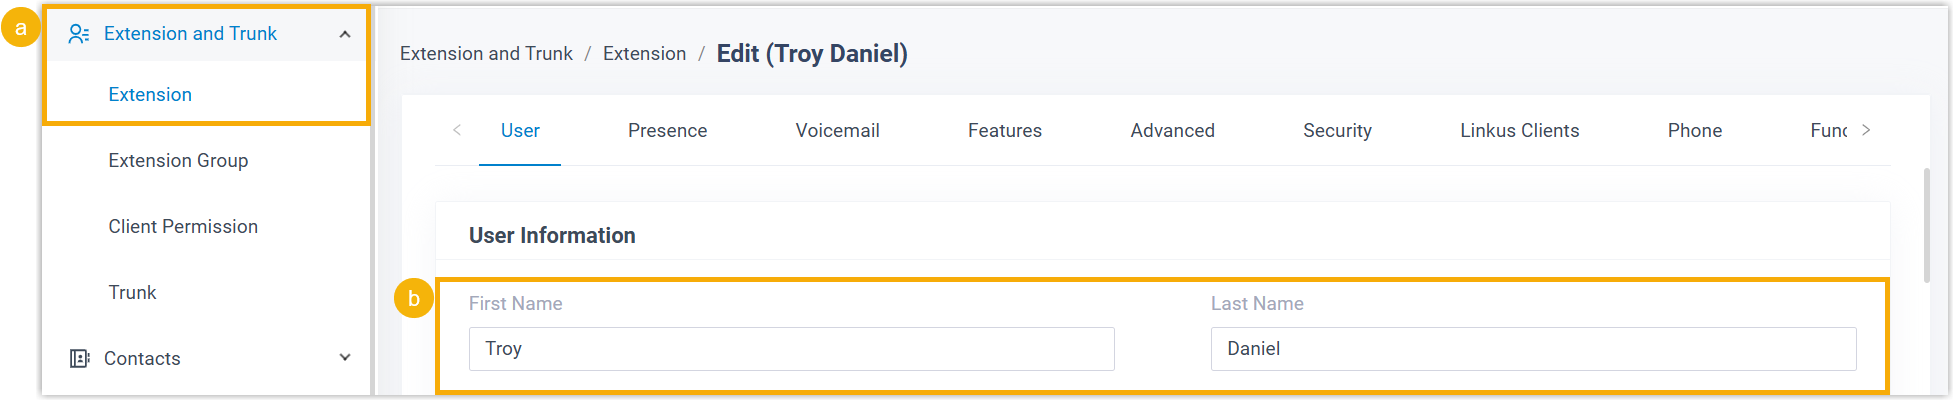 a
Extension and Trunk
Extension
Extension Group
Client Permission
Trunk
Contacts
Extension and Trunk / Extension / Edit (Troy Daniel)
< User Presence Voicemail Features Advanced Security Linkus Clients Phone Func >
User Information
b
First Name Last Name
Troy Daniel